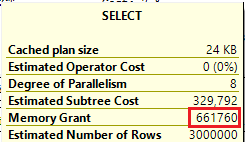 SELECT
Cached plan size 24 KB
Estimated Operator Cost 0 (0%)
Degree of Parallelism 8
Estimated Subtree Cost 329,792
Memory Grant 661760
Estimated Number of Rows 3000000